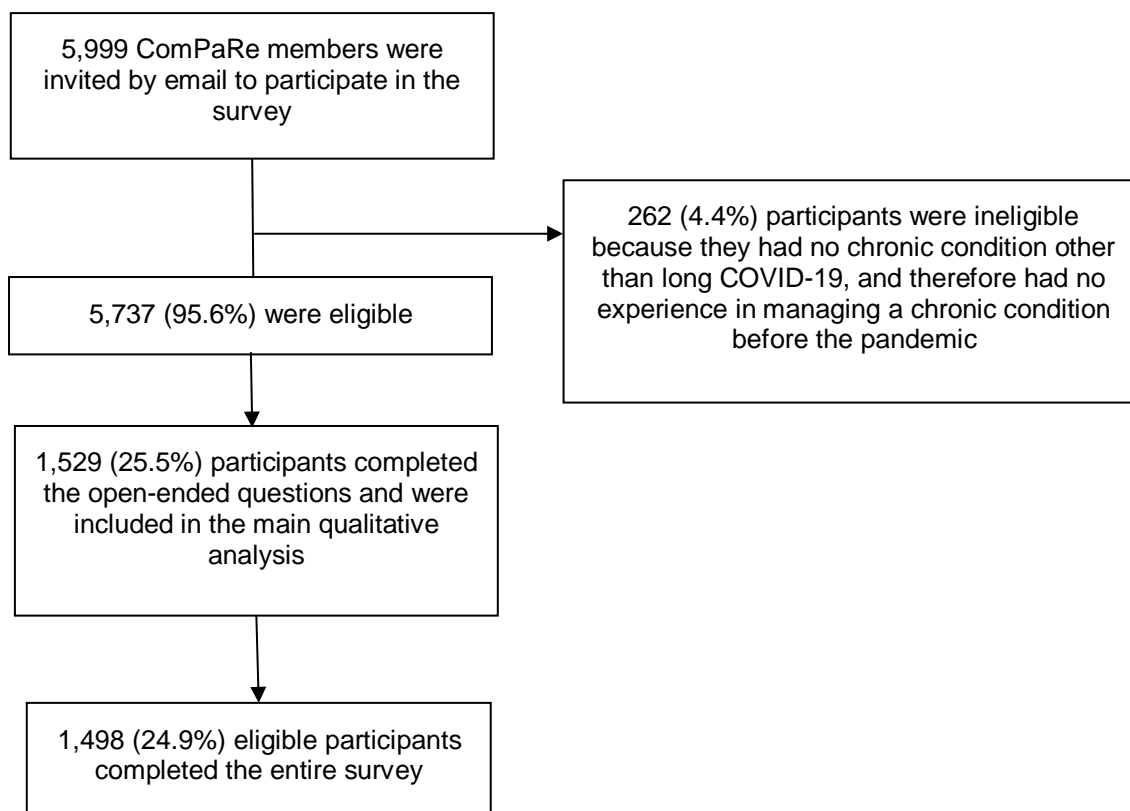 5,999 ComPaRe members were
invited by email to participate in the
survey
262 (4.4%) participants were ineligible
because they had no chronic condition other
than long COVID-19, and therefore had no
experience in managing a chronic condition
before the pandemic
5,737 (95.6%) were eligible
1,529 (25.5%) participants completed
the open-ended questions and were
included in the main qualitative
analysis
1,498 (24.9%) eligible participants
completed the entire survey